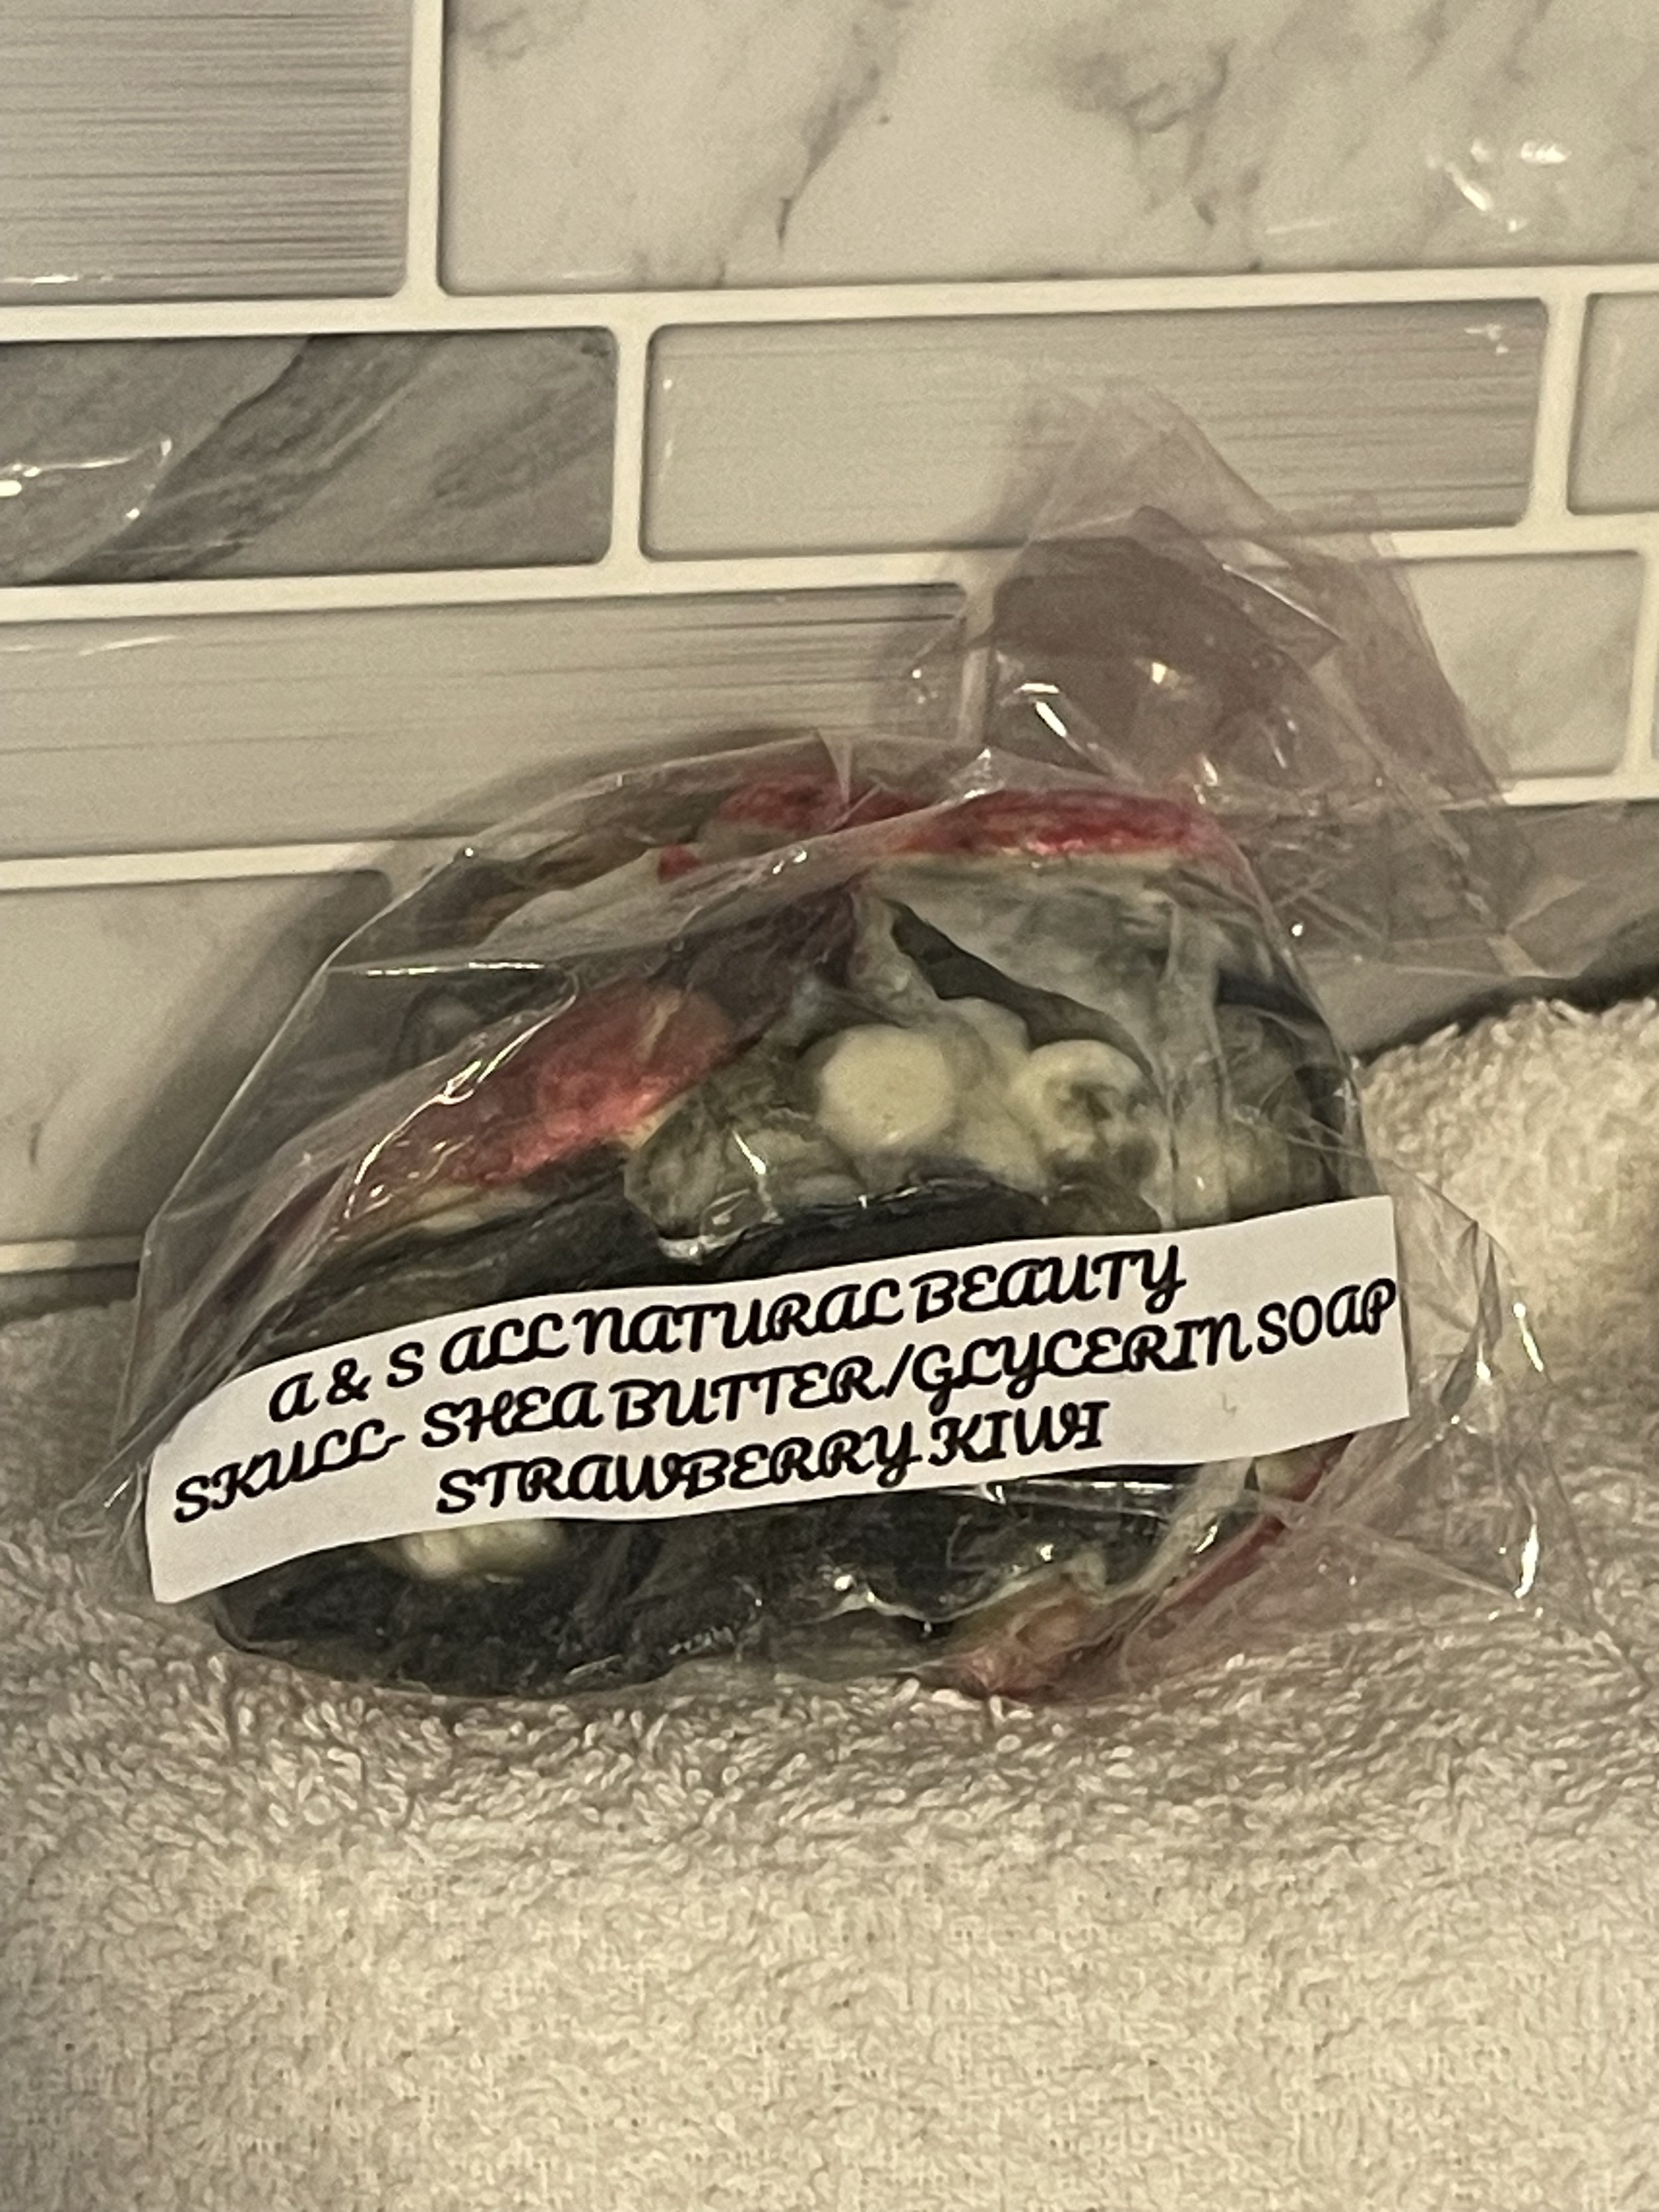 A & S ALL NATURAL BEAUTY
SKULL- SHEA BUTTER/GLYCERIN SOAP
STRAWBERRY KIWI